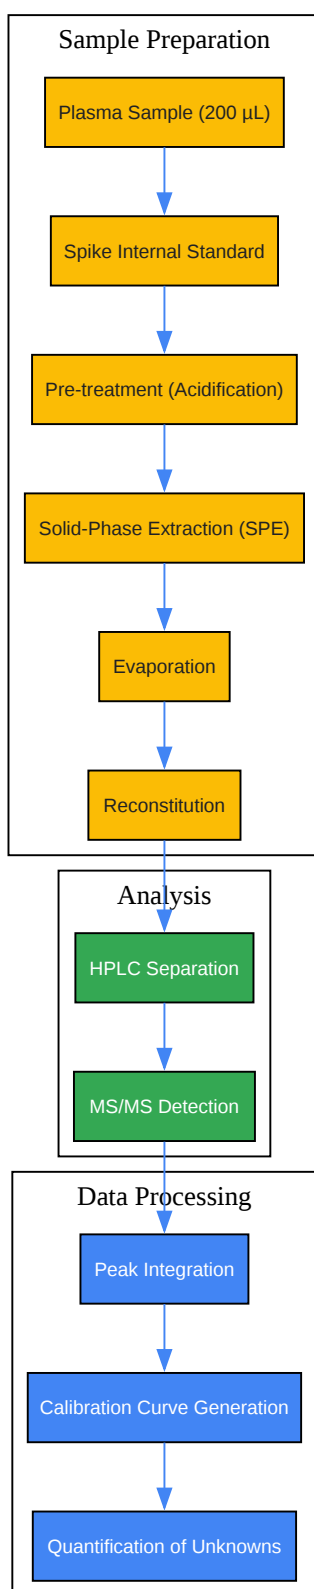 Sample Preparation
Plasma Sample (200 µL)
Spike Internal Standard
Pre-treatment (Acidification)
Solid-Phase Extraction (SPE)
Evaporation
Reconstitution
Analysis
HPLC Separation
MS/MS Detection
Data Processing
Peak Integration
Calibration Curve Generation
Quantification of Unknowns